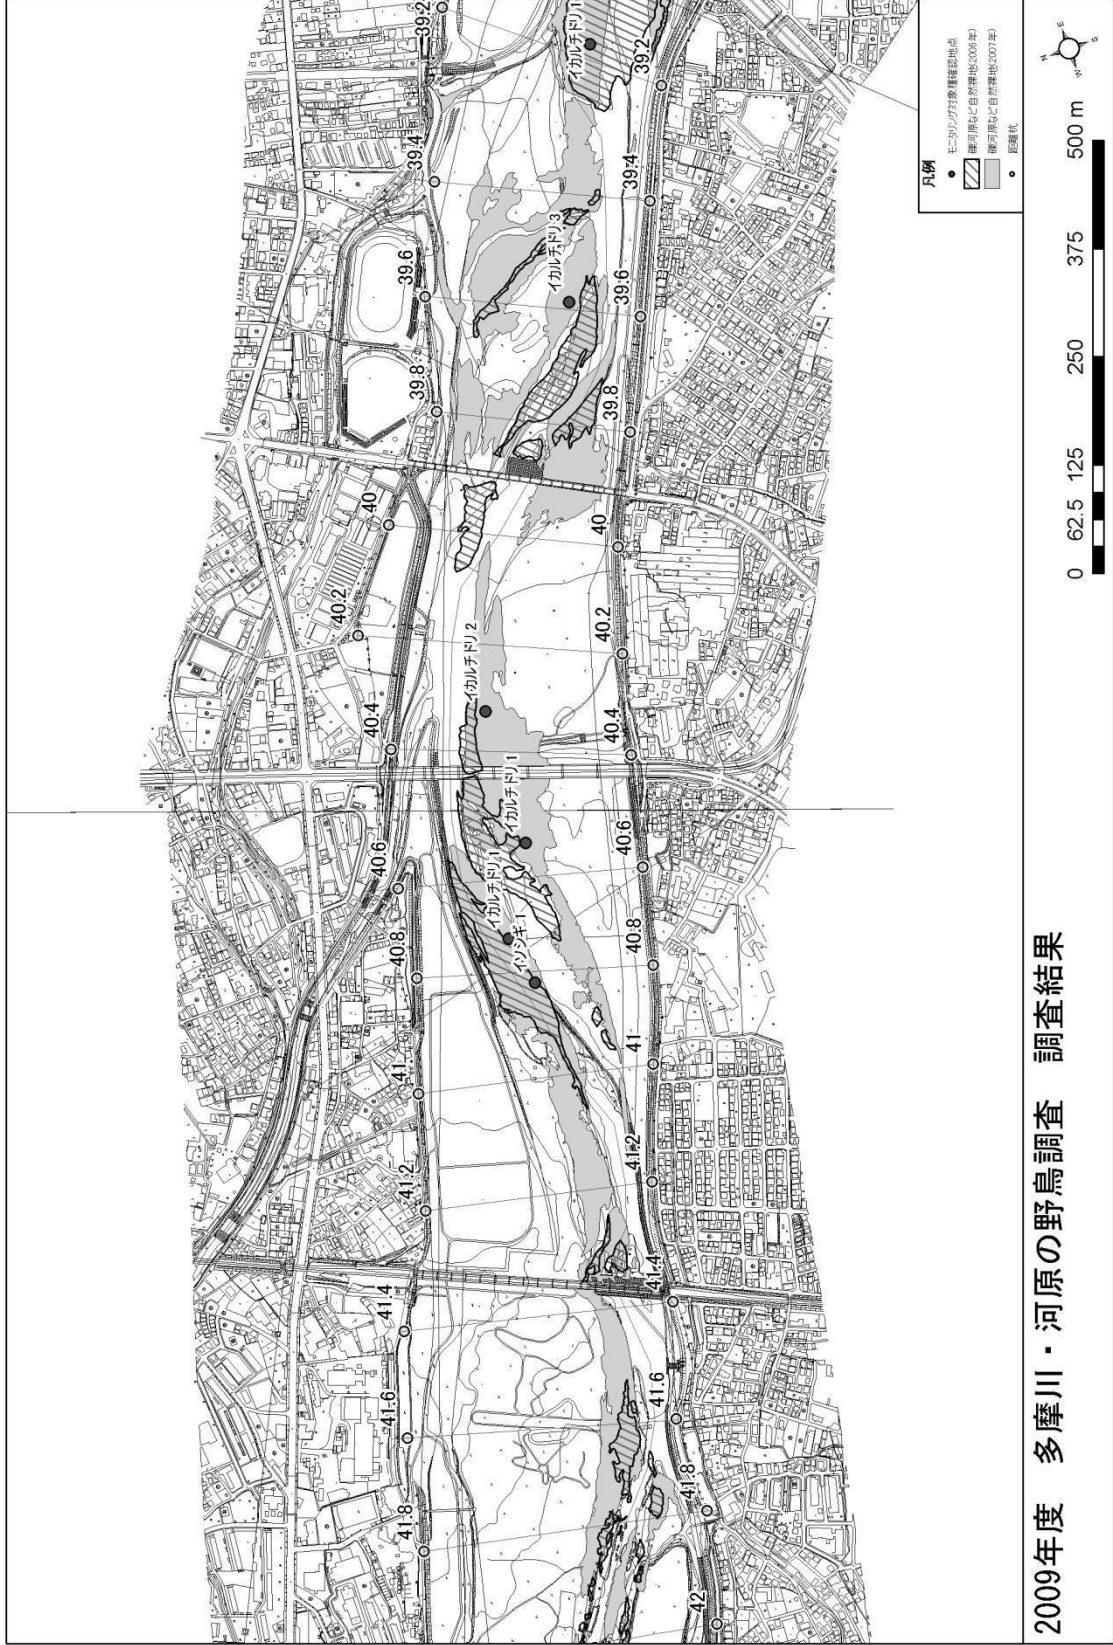 2009年度 多摩川・河原の野鳥調査 調査結果
41.8
41.6
41.4
41.2
41
40.8
40.6
40.4
40.2
40
39.8
39.6
39.4
39.2
イソシギ 1
イカルチドリ 1
イカルチドリ 1
イカルチドリ 2
イカルチドリ 3
イカルチドリ 1
42
41.8
41.6
41.4
41.2
41
40.8
40.6
40.4
40.2
40
39.8
39.6
39.4
39.2
凡例
モニタリング対象種確認地点
礫河原など自然裸地(2006年)
礫河原など自然裸地(2007年)
距離杭
N
E
S
W
0 62.5 125 250 375 500 m